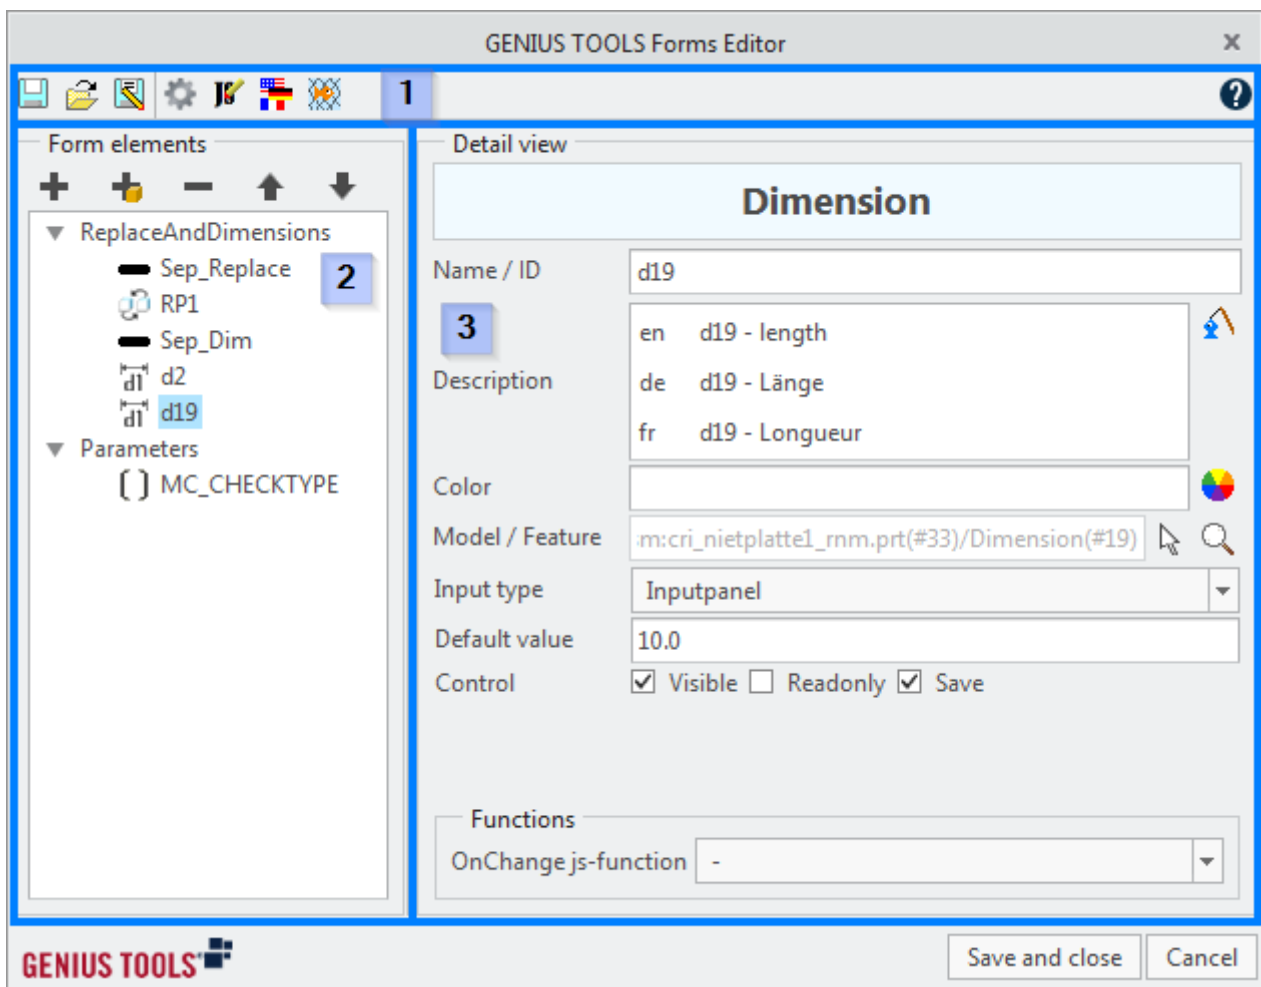 GENIUS TOOLS Forms Editor
1
Form elements
ReplaceAndDimensions
Sep_Replace
2
RP1
Sep_Dim
d2
d19
Parameters
MC_CHECKTYPE
Detail view
Dimension
Name / ID d19
3
Description
en d19 - length
de d19 - Länge
fr d19 - Longueur
Color
Model / Feature :m:cri_nietplatte1_rnm.prt(#33)/Dimension(#19)
Input type Inputpanel
Default value 10.0
Control Visible Readonly Save
Functions
OnChange js-function -
GENIUS TOOLS
Save and close Cancel